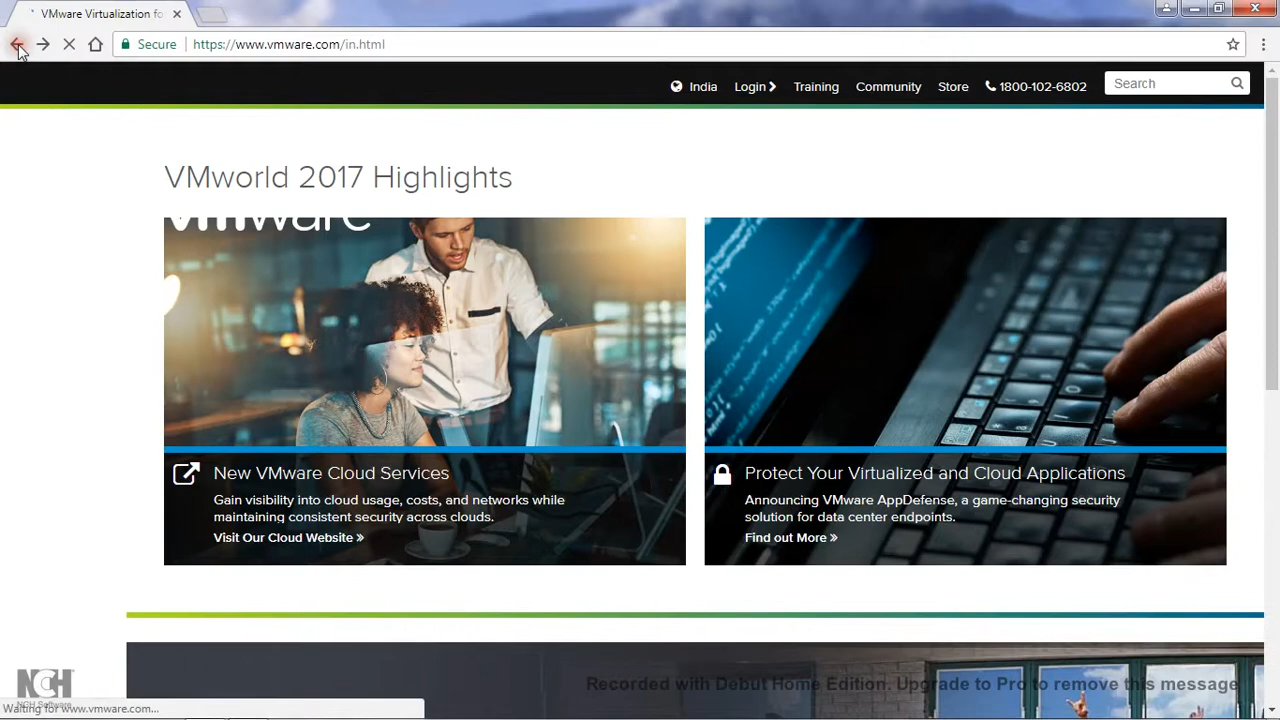 VMware Virtualization fo
Secure
https://www.vmware.com/in.html
India
Login
Training
Community
Store
1800-102-6802
Search
VMworld 2017 Highlights
vmware
New VMware Cloud Services
Gain visibility into cloud usage, costs, and networks while
maintaining consistent security across clouds.
Visit Our Cloud Website »
Protect Your Virtualized and Cloud Applications
Announcing VMware AppDefense, a game-changing security
solution for data center endpoints.
Find out More »
Recorded with Debut Home Edition. Upgrade to Pro to remove this message
NCH
NCH Software
Waiting for www.vmware.com...